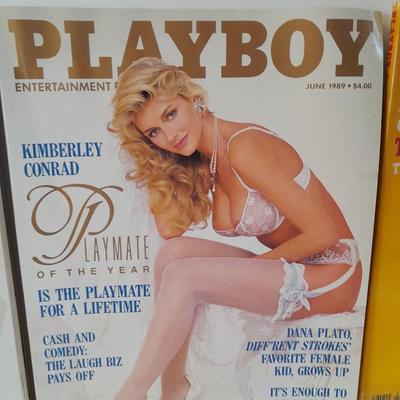 PLAYBOY
ENTERTAINMENT F
JUNE 1989 • $4.00
KIMBERLEY
CONRAD
PLAYMATE
OF THE YEAR
IS THE PLAYMATE
FOR A LIFETIME
CASH AND
COMEDY:
THE LAUGH BIZ
PAYS OFF
DANA PLATO,
DIFF'RENT STROKES'
FAVORITE FEMALE
KID, GROWS UP
IT'S ENOUGH TO